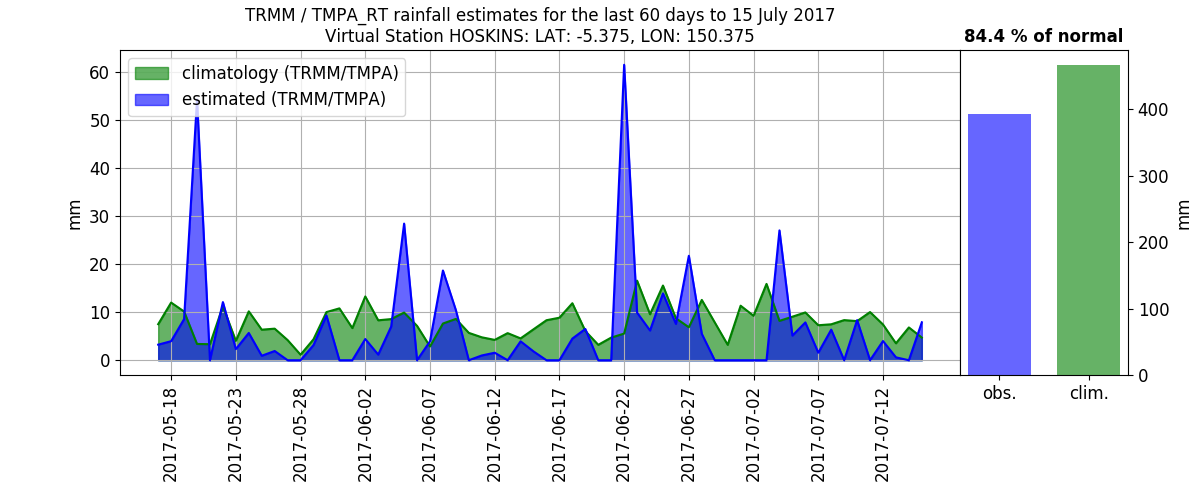 TRMM / TMPA_RT rainfall estimates for the last 60 days to 15 July 2017
Virtual Station HOSKINS: LAT: -5.375, LON: 150.375
84.4 % of normal
climatology (TRMM/TMPA)
estimated (TRMM/TMPA)
60
50
40
30
20
10
0
mm
2017-05-18
2017-05-23
2017-05-28
2017-06-02
2017-06-07
2017-06-12
2017-06-17
2017-06-22
2017-06-27
2017-07-02
2017-07-07
2017-07-12
400
300
200
100
0
mm
obs.
clim.